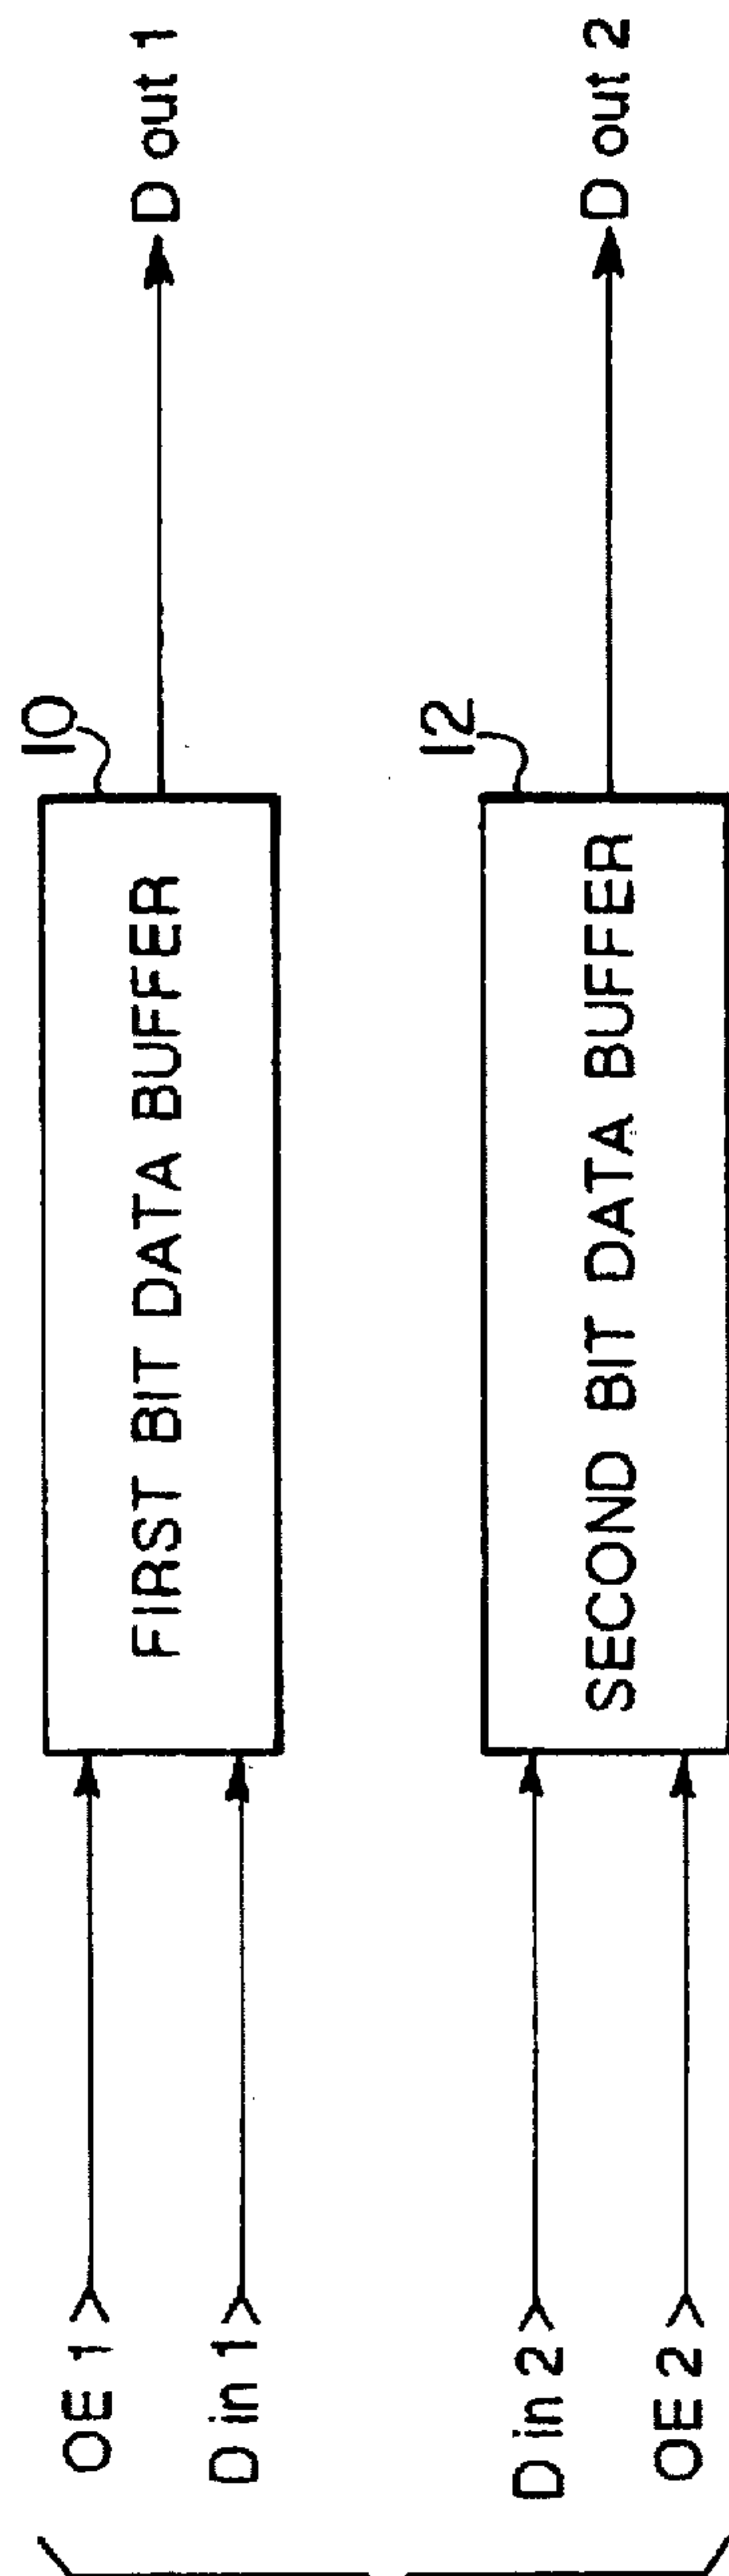 OE 1
D in 1
10
FIRST BIT DATA BUFFER
D out 1
D in 2
OE 2
12
SECOND BIT DATA BUFFER
D out 2